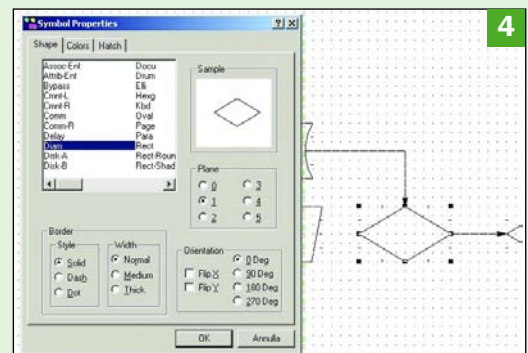 4
Symbol Properties
Shape Colors Hatch
Assoc-Ent Docu
Attrib-Ent Drum
Bypass Elli
Cmnt-L Hexg
Cmnt-R Kbd
Comm Oval
Comm-R Page
Delay Para
Diam Rect
Disk-A Rect-Roun
Disk-B Rect-Shad
Sample
Plane
0 3
1 4
2 5
Border
Style
Solid
Dash
Dot
Width
Normal
Medium
Thick
Orientation
Flip X
Flip Y
0 Deg
90 Deg
180 Deg
270 Deg
OK Annulla